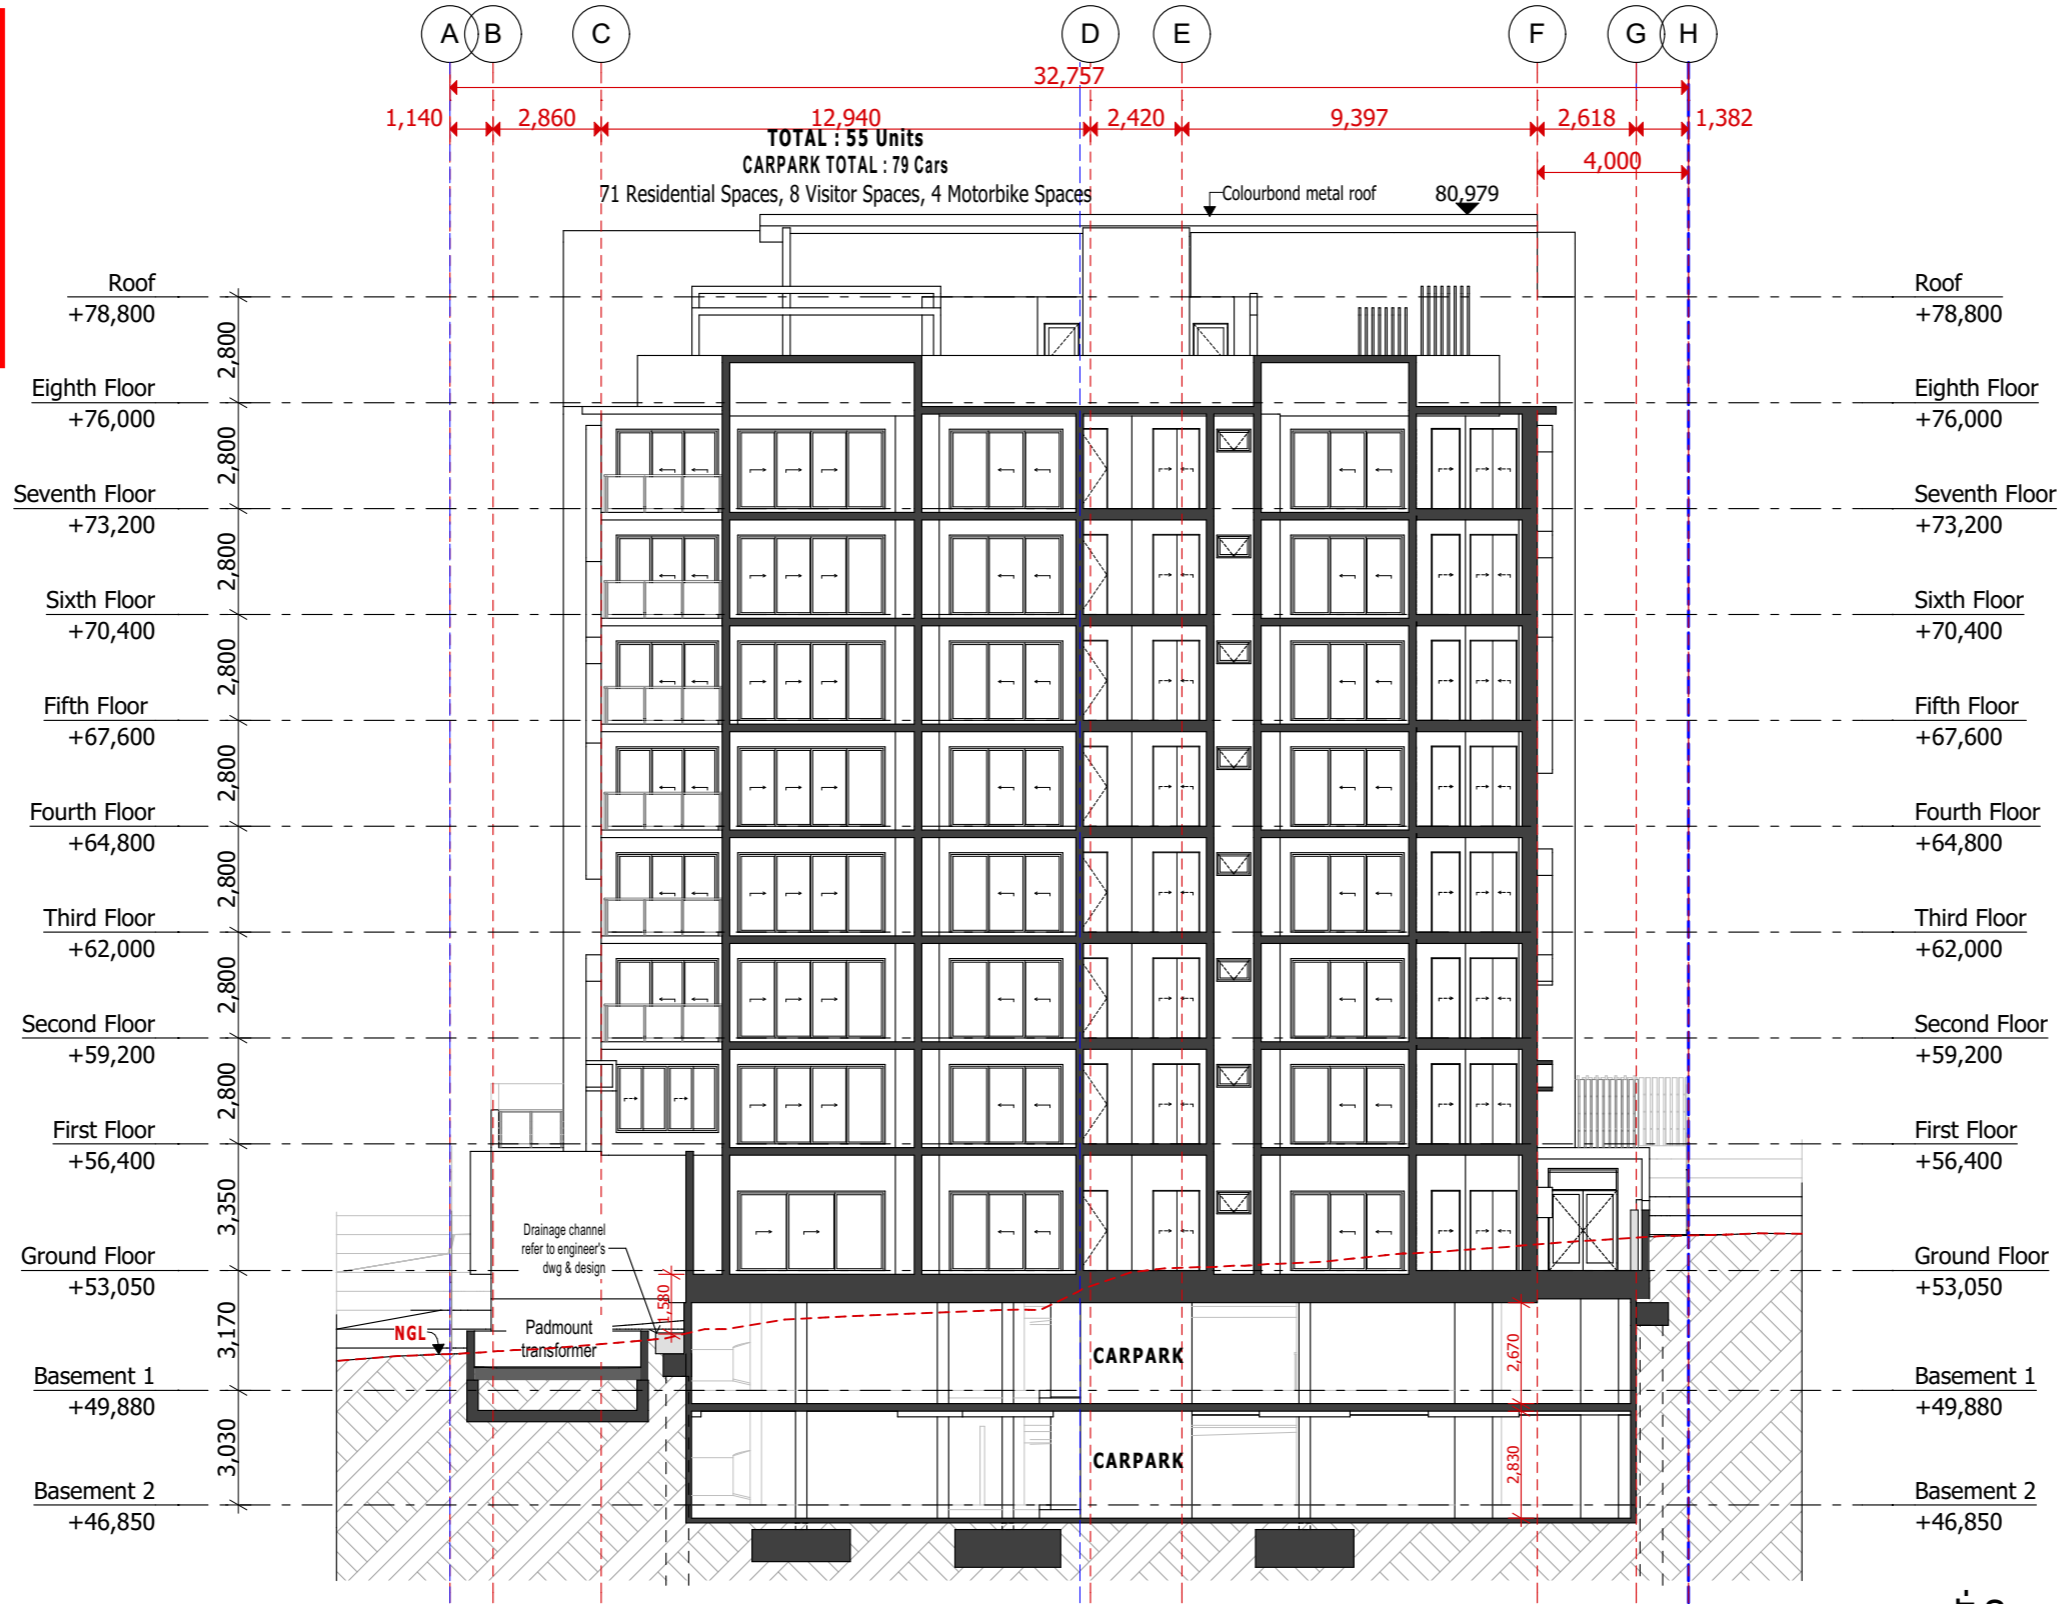 A B C D E F G H
32,757
1,140 2,860 12,940 2,420 9,397 2,618 1,382
TOTAL : 55 Units
4,000
CARPARK TOTAL : 79 Cars
71 Residential Spaces, 8 Visitor Spaces, 4 Motorbike Spaces
Colourbond metal roof
80,979
Roof
+78,800
2,800
Eighth Floor
+76,000
2,800
Seventh Floor
+73,200
2,800
Sixth Floor
+70,400
2,800
Fifth Floor
+67,600
2,800
Fourth Floor
+64,800
2,800
Third Floor
+62,000
2,800
Second Floor
+59,200
2,800
First Floor
+56,400
3,350
Ground Floor
+53,050
3,170
Basement 1
+49,880
3,030
Basement 2
+46,850
Drainage channel
refer to engineer's
dwg & design
1,580
NGL
Padmount
transformer
CARPARK
2,670
CARPARK
2,830
Roof
+78,800
Eighth Floor
+76,000
Seventh Floor
+73,200
Sixth Floor
+70,400
Fifth Floor
+67,600
Fourth Floor
+64,800
Third Floor
+62,000
Second Floor
+59,200
First Floor
+56,400
Ground Floor
+53,050
Basement 1
+49,880
Basement 2
+46,850